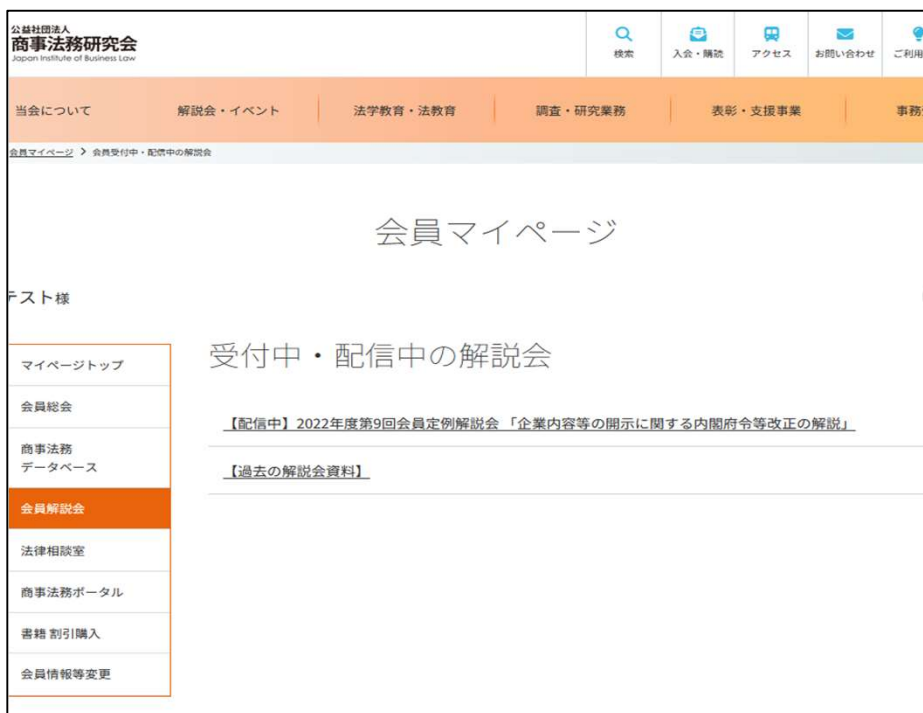 公益社団法人
商事法務研究会
Japan Institute of Business Law
検索
入会・購読
アクセス
お問い合わせ
ご利用
当会について
解説会・イベント
法学教育・法教育
調査・研究業務
表彰・支援事業
事務
会員マイページ > 会員受付中・配信中の解説会
会員マイページ
テスト様
マイページトップ
会員総会
商事法務
データベース
会員解説会
法律相談室
商事法務ポータル
書籍 割引購入
会員情報等変更
受付中・配信中の解説会
【配信中】2022年度第9回会員定例解説会 「企業内容等の開示に関する内閣府令等改正の解説」
【過去の解説会資料】